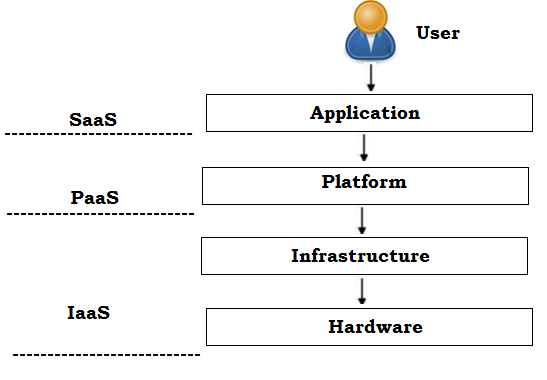 User
SaaS
Application
PaaS
Platform
Infrastructure
IaaS
Hardware